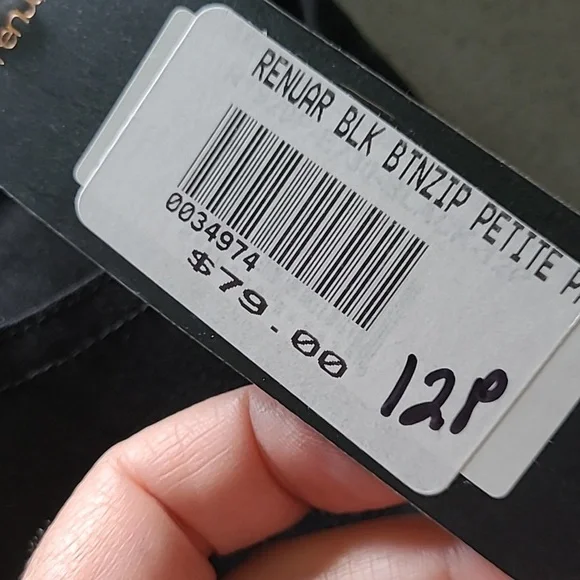 RENUAR BLK BTNZIP PETITE P
0034974
$79.00
12P